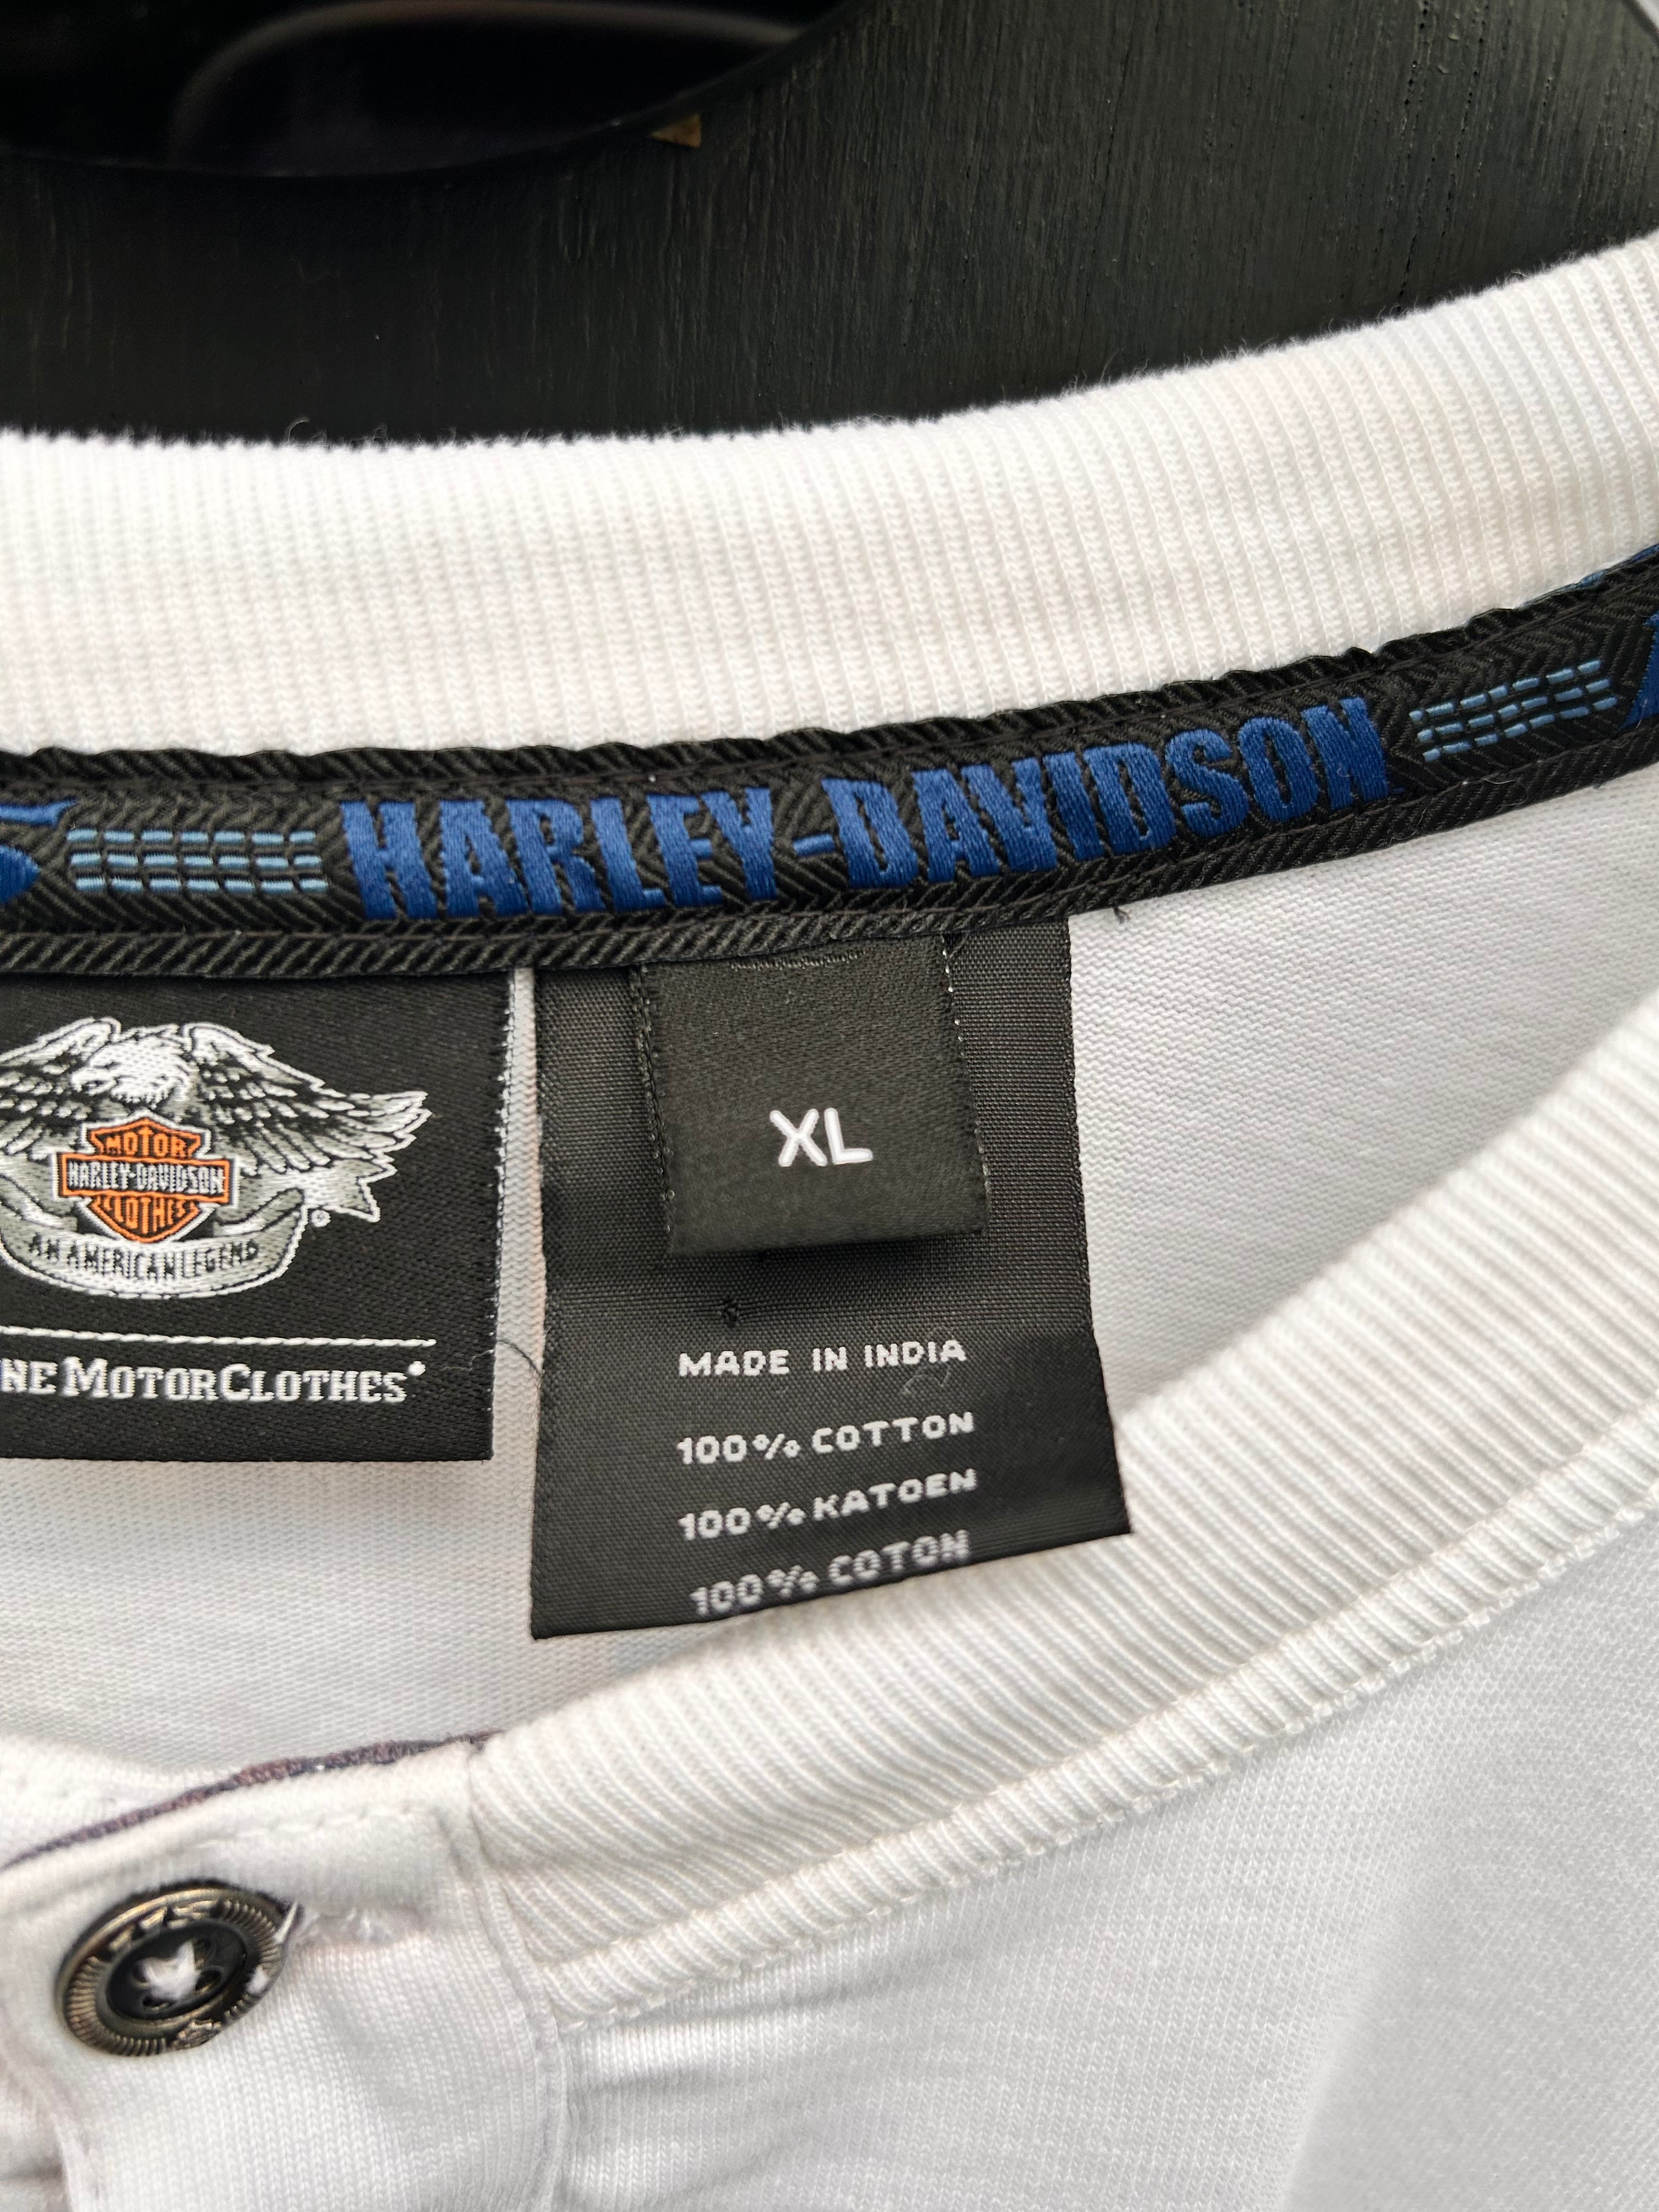 HARLEY-DAVIDSON
MOTOR
HARLEY-DAVIDSON
CLOTHES
AN AMERICAN LEGEND
NE MOTORCLOTHES
XL
MADE IN INDIA
100% COTTON
100% KATOEN
100% COTON